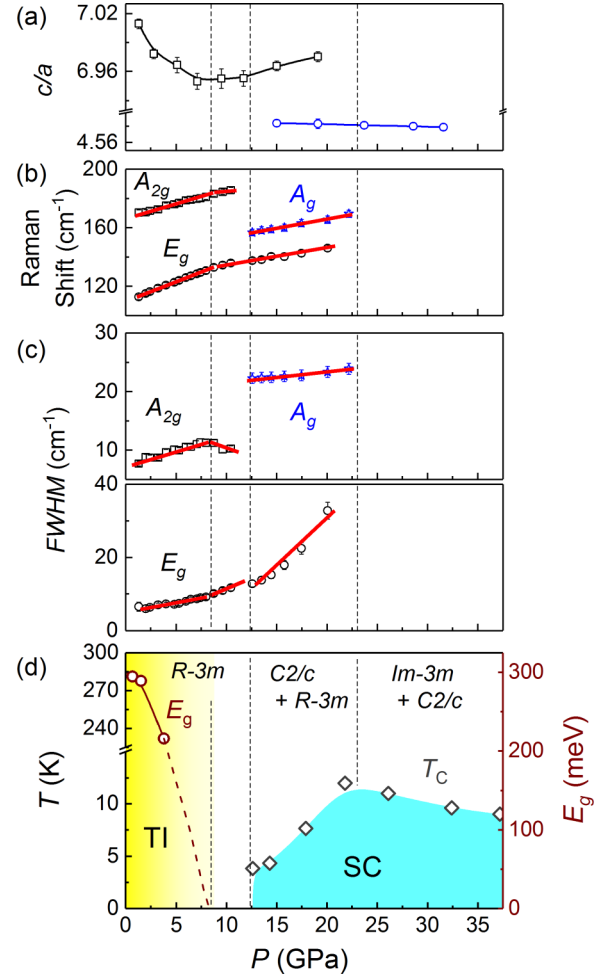 (a)
7.02
6.96
4.56
c/a
(b)
200
160
120
Raman
Shift (cm⁻¹)
A2g
Ag
Eg
(c)
30
20
10
A2g
Ag
FWHM (cm⁻¹)
40
20
0
Eg
(d)
300
280
260
240
10
5
0
T (K)
R-3m
C2/c
+ R-3m
Im-3m
+ C2/c
Eg
TC
TI
SC
300
200
100
0
Eg (meV)
0 5 10 15 20 25 30 35
P (GPa)